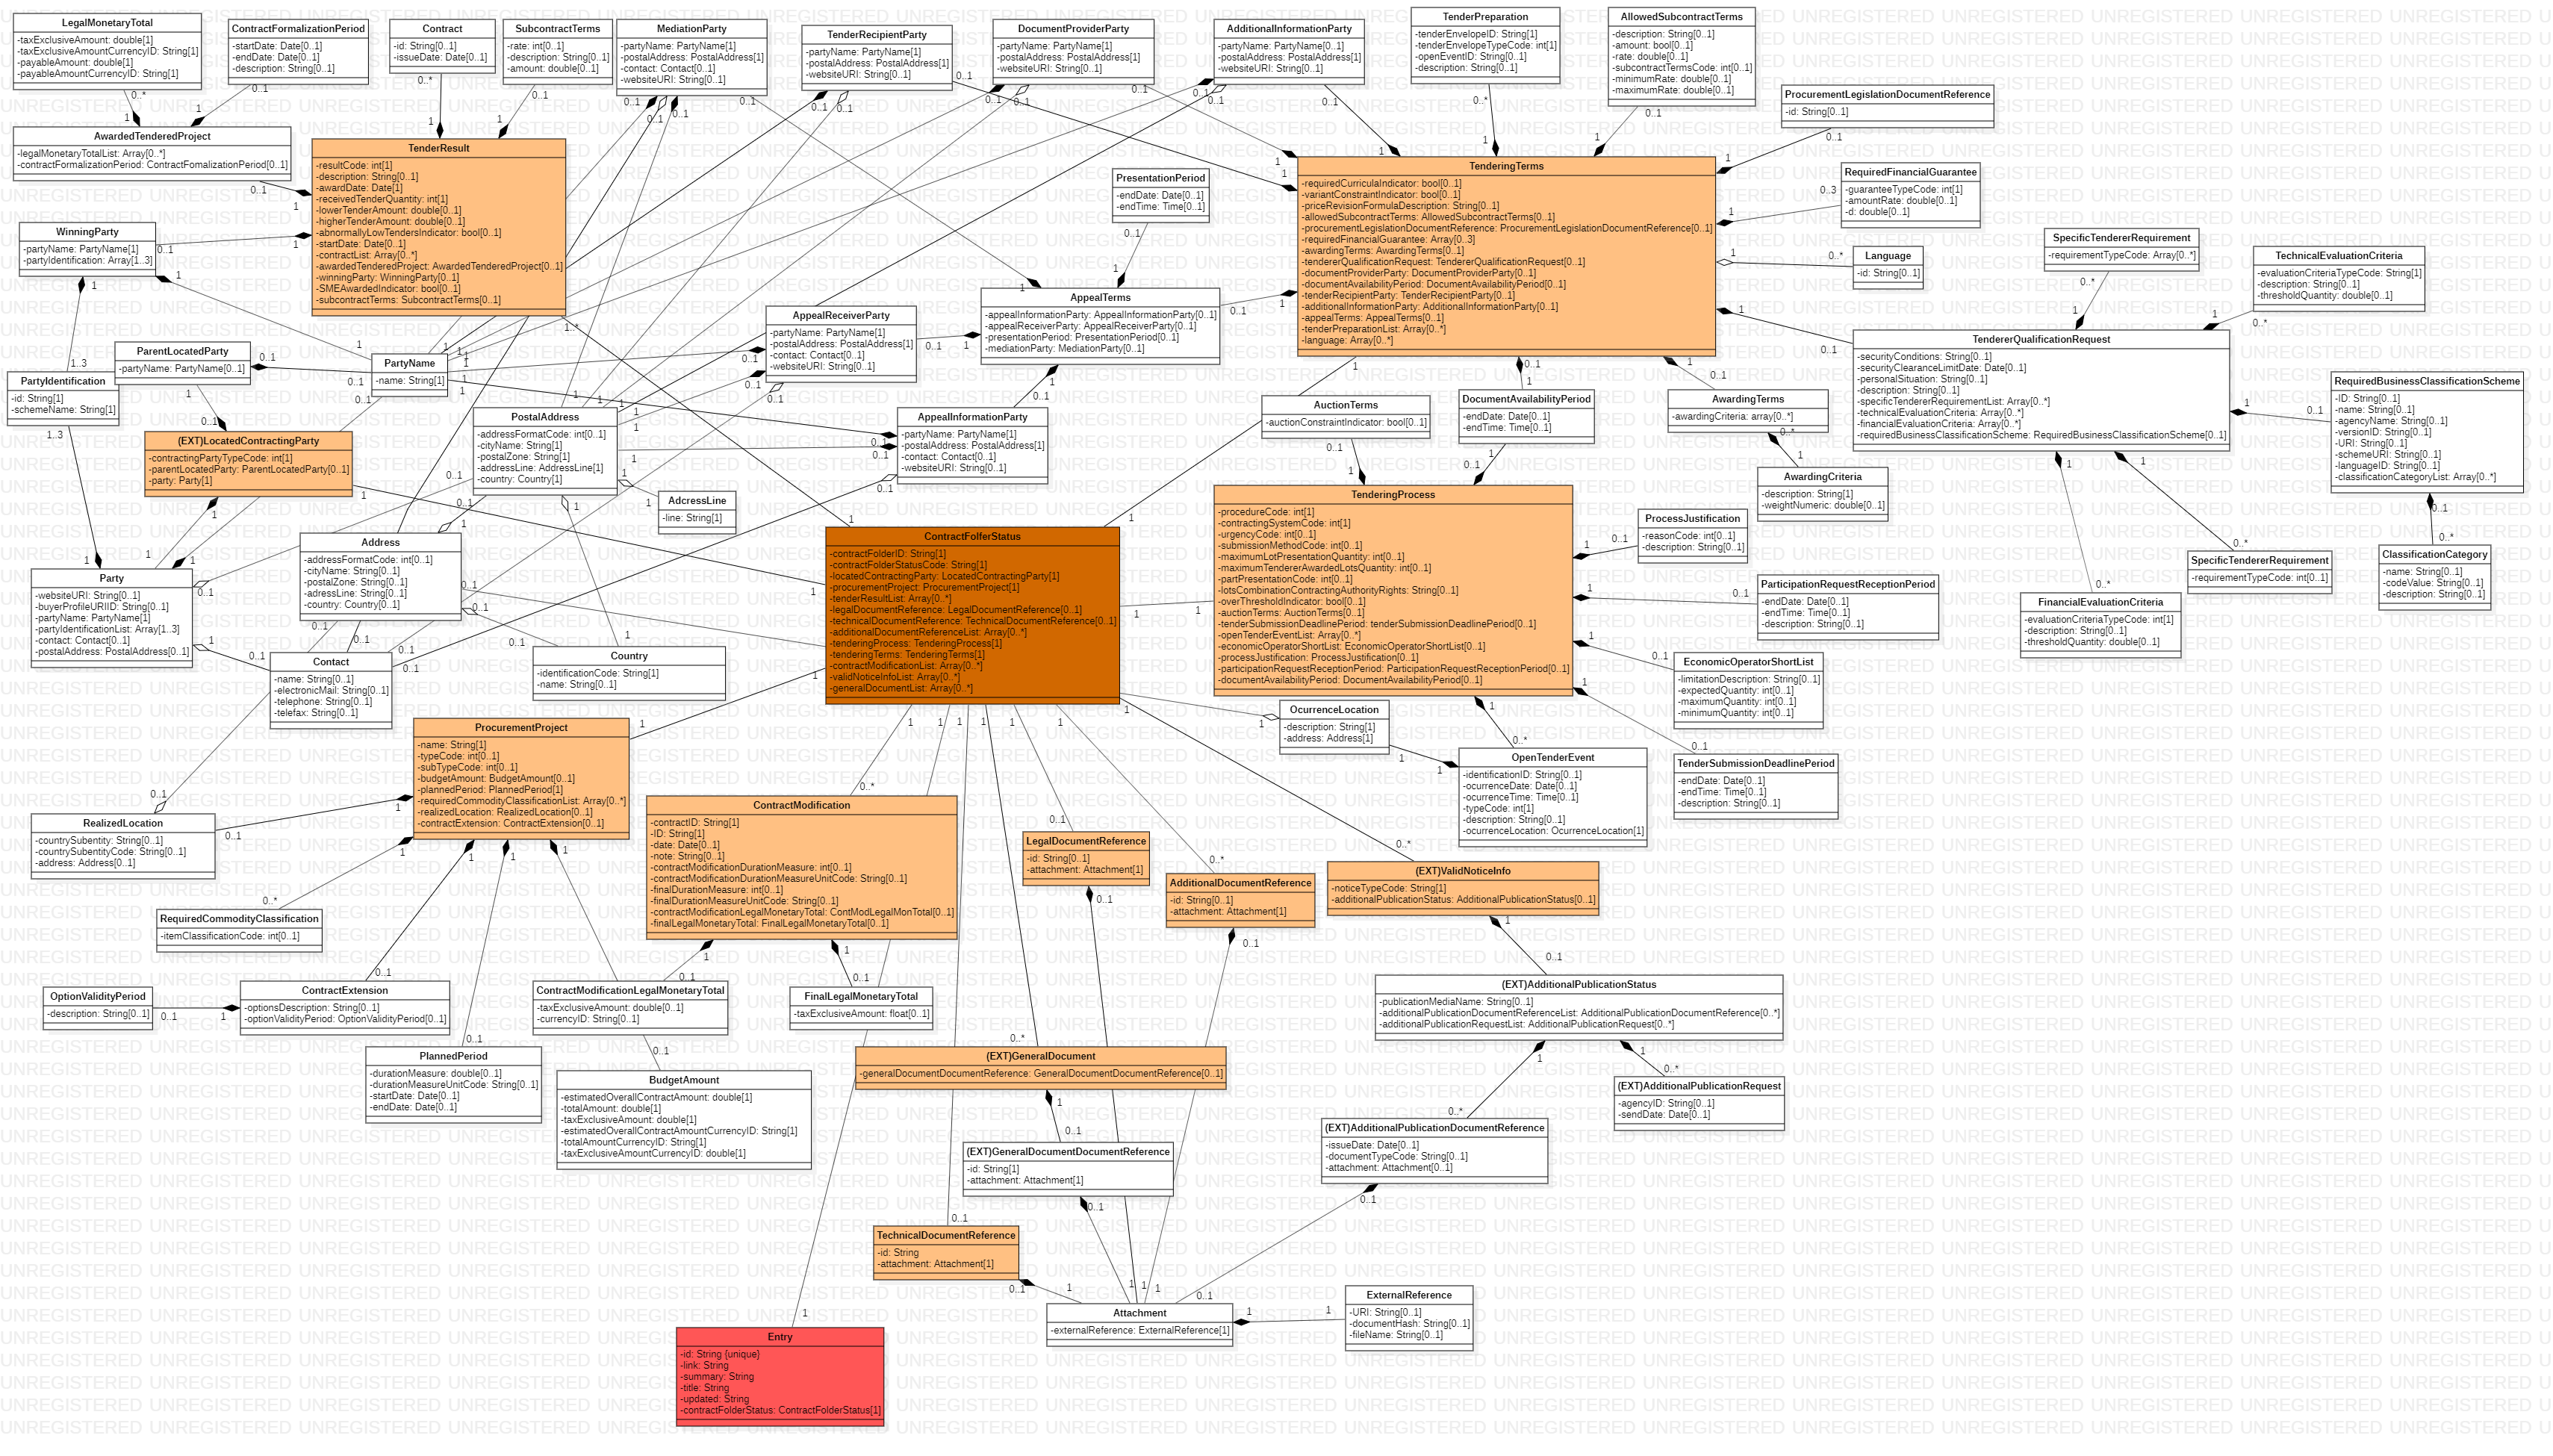 LegalMonetaryTotal
-taxExclusiveAmount: double[1]
-taxExclusiveAmountCurrencyID: String[1]
-payableAmount: double[1]
-payableAmountCurrencyID: String[1]
ContractFormalizationPeriod
-startDate: Date[0..1]
-endDate: Date[0..1]
-description: String[0..1]
Contract
-id: String[0..1]
-issueDate: Date[0..1]
SubcontractTerms
-rate: int[0..1]
-description: String[0..1]
-amount: double[0..1]
MediationParty
-partyName: PartyName[1]
-postalAddress: PostalAddress[1]
-contact: Contact[0..1]
-websiteURI: String[0..1]
TenderRecipientParty
-partyName: PartyName[0..1]
-postalAddress: PostalAddress[0..1]
-websiteURI: String[0..1]
DocumentProviderParty
-partyName: PartyName[0..1]
-postalAddress: PostalAddress[0..1]
-websiteURI: String[0..1]
AdditionalInformationParty
-partyName: PartyName[0..1]
-postalAddress: PostalAddress[0..1]
-websiteURI: String[0..1]
TenderPreparation
-tenderEnvelopeID: String[1]
-tenderEnvelopeTypeCode: int[1]
-openEventID: String[0..1]
-description: String[0..1]
AllowedSubcontractTerms
-description: String[0..1]
-amount: bool[0..1]
-rate: double[0..1]
-subcontractTermsCode: int[0..1]
-minimumRate: double[0..1]
-maximumRate: double[0..1]
ProcurementLegislationDocumentReference
-id: String[0..1]
AwardedTenderedProject
-legalMonetaryTotalList: Array[0..*]
-contractFormalizationPeriod: ContractFomalizationPeriod[0..1]
TenderResult
-resultCode: int[1]
-description: String[0..1]
-awardDate: Date[1]
-receivedTenderQuantity: int[1]
-lowerTenderAmount: double[0..1]
-higherTenderAmount: double[0..1]
-abnormallyLowTendersIndicator: bool[0..1]
-startDate: Date[0..1]
-contractList: Array[0..*]
-awardedTenderedProject: AwardedTenderedProject[0..1]
-winningParty: WinningParty[0..1]
-SMEAwardedIndicator: bool[0..1]
-subcontractTerms: SubcontractTerms[0..1]
PresentationPeriod
-endDate: Date[0..1]
-endTime: Time[0..1]
TenderingTerms
-requiredCurriculaIndicator: bool[0..1]
-variantConstraintIndicator: bool[0..1]
-priceRevisionFormulaDescription: String[0..1]
-allowedSubcontractTerms: AllowedSubcontractTerms[0..1]
-procurementLegislationDocumentReference: ProcurementLegislationDocumentReference[0..1]
-requiredFinancialGuarantee: Array[0..3]
-awardingTerms: AwardingTerms[0..1]
-tendererQualificationRequest: TendererQualificationRequest[0..1]
-documentProviderParty: DocumentProviderParty[0..1]
-documentAvailabilityPeriod: DocumentAvailabilityPeriod[0..1]
-tenderRecipientParty: TenderRecipientParty[0..1]
-additionalInformationParty: AdditionalInformationParty[0..1]
-appealTerms: AppealTerms[0..1]
-tenderPreparationList: Array[0..*]
-language: Array[0..*]
RequiredFinancialGuarantee
-guaranteeTypeCode: int[1]
-amountRate: double[0..1]
-d: double[0..1]
Language
-id: String[0..1]
SpecificTendererRequirement
-requirementTypeCode: Array[0..*]
TechnicalEvaluationCriteria
-evaluationCriteriaTypeCode: String[1]
-description: String[0..1]
-thresholdQuantity: double[0..1]
WinningParty
-partyName: PartyName[1]
-partyIdentification: Array[1..3]
AppealTerms
-appealInformationParty: AppealInformationParty[0..1]
-appealReceiverParty: AppealReceiverParty[0..1]
-presentationPeriod: PresentationPeriod[0..1]
-mediationParty: MediationParty[0..1]
AppealReceiverParty
-partyName: PartyName[1]
-postalAddress: PostalAddress[1]
-contact: Contact[0..1]
-websiteURI: String[0..1]
TendererQualificationRequest
-securityConditions: String[0..1]
-securityClearanceLimitDate: Date[0..1]
-personalSituation: String[0..1]
-description: String[0..1]
-specificTendererRequirementList: Array[0..*]
-technicalEvaluationCriteria: Array[0..*]
-financialEvaluationCriteria: Array[0..*]
-requiredBusinessClassificationScheme: RequiredBusinessClassificationScheme[0..1]
RequiredBusinessClassificationScheme
-ID: String[0..1]
-name: String[0..1]
-agencyName: String[0..1]
-versionID: String[0..1]
-URI: String[0..1]
-schemeURI: String[0..1]
-languageID: String[0..1]
-classificationCategoryList: Array[0..*]
ParentLocatedParty
-partyName: PartyName[0..1]
PartyName
-name: String[1]
PartyIdentification
-id: String[1]
-schemeName: String[1]
PostalAddress
-addressFormatCode: int[0..1]
-cityName: String[1]
-postalZone: String[1]
-addressLine: AddressLine[1]
-country: Country[1]
AppealInformationParty
-partyName: PartyName[1]
-postalAddress: PostalAddress[1]
-contact: Contact[0..1]
-websiteURI: String[0..1]
AuctionTerms
-auctionConstraintIndicator: bool[0..1]
DocumentAvailabilityPeriod
-endDate: Date[0..1]
-endTime: Time[0..1]
AwardingTerms
-awardingCriteria: array[0..*]
AwardingCriteria
-description: String[1]
-weightNumeric: double[0..1]
(EXT)LocatedContractingParty
-contractingPartyTypeCode: int[1]
-parentLocatedParty: ParentLocatedParty[0..1]
-party: Party[1]
AdcressLine
-line: String[1]
TenderingProcess
-procedureCode: int[1]
-contractingSystemCode: int[1]
-urgencyCode: int[0..1]
-submissionMethodCode: int[0..1]
-maximumLotPresentationQuantity: int[0..1]
-maximumTendererAwardedLotsQuantity: int[0..1]
-partPresentationCode: int[0..1]
-lotsCombinationContractingAuthorityRights: String[0..1]
-overThresholdIndicator: bool[0..1]
-auctionTerms: AuctionTerms[0..1]
-tenderSubmissionDeadlinePeriod: tenderSubmissionDeadlinePeriod[0..1]
-openTenderEventList: Array[0..*]
-economicOperatorShortList: EconomicOperatorShortList[0..1]
-processJustification: ProcessJustification[0..1]
-participationRequestReceptionPeriod: ParticipationRequestReceptionPeriod[0..1]
-documentAvailabilityPeriod: DocumentAvailabilityPeriod[0..1]
ProcessJustification
-reasonCode: int[0..1]
-description: String[0..1]
ParticipationRequestReceptionPeriod
-endDate: Date[0..1]
-endTime: Time[0..1]
-description: String[0..1]
SpecificTendererRequirement
-requirementTypeCode: int[0..1]
ClassificationCategory
-name: String[0..1]
-codeValue: String[0..1]
-description: String[0..1]
FinancialEvaluationCriteria
-evaluationCriteriaTypeCode: int[1]
-description: String[0..1]
-thresholdQuantity: double[0..1]
ContractFolferStatus
-contractFolderID: String[1]
-contractFolderStatusCode: String[1]
-locatedContractingParty: LocatedContractingParty[1]
-procurementProject: ProcurementProject[1]
-tenderResultList: Array[0..*]
-legalDocumentReference: LegalDocumentReference[0..1]
-technicalDocumentReference: TechnicalDocumentReference[0..1]
-additionalDocumentReferenceList: Array[0..*]
-tenderingProcess: TenderingProcess[1]
-tenderingTerms: TenderingTerms[1]
-contractModificationList: Array[0..*]
-validNoticeInfoList: Array[0..*]
-generalDocumentList: Array[0..*]
Address
-addressFormatCode: int[0..1]
-cityName: String[0..1]
-postalZone: String[0..1]
-adressLine: String[0..1]
-country: Country[0..1]
Party
-websiteURI: String[0..1]
-buyerProfileURIID: String[0..1]
-partyName: PartyName[1]
-partyIdentificationList: Array[1..3]
-contact: Contact[0..1]
-postalAddress: PostalAddress[0..1]
Contact
-name: String[0..1]
-electronicMail: String[0..1]
-telephone: String[0..1]
-telefax: String[0..1]
Country
-identificationCode: String[1]
-name: String[0..1]
EconomicOperatorShortList
-limitationDescription: String[0..1]
-expectedQuantity: int[0..1]
-maximumQuantity: int[0..1]
-minimumQuantity: int[0..1]
OcurrenceLocation
-description: String[1]
-address: Address[1]
OpenTenderEvent
-identificationID: String[0..1]
-ocurrenceDate: Date[0..1]
-ocurrenceTime: Time[0..1]
-typeCode: int[1]
-description: String[0..1]
-ocurrenceLocation: OcurrenceLocation[1]
TenderSubmissionDeadlinePeriod
-endDate: Date[0..1]
-endTime: Time[0..1]
-description: String[0..1]
ProcurementProject
-name: String[1]
-typeCode: int[0..1]
-subTypeCode: int[0..1]
-budgetAmount: BudgetAmount[0..1]
-plannedPeriod: PlannedPeriod[1]
-requiredCommodityClassificationList: Array[0..*]
-realizedLocation: RealizedLocation[0..1]
-contractExtension: ContractExtension[0..1]
RealizedLocation
-countrySubentity: String[0..1]
-countrySubentityCode: String[0..1]
-address: Address[0..1]
ContractModification
-contractID: String[1]
-ID: String[1]
-date: Date[0..1]
-note: String[0..1]
-contractModificationDurationMeasure: int[0..1]
-contractModificationDurationMeasureUnitCode: String[0..1]
-finalDurationMeasure: int[0..1]
-finalDurationMeasureUnitCode: String[0..1]
-contractModificationLegalMonetaryTotal: ContModLegalMonTotal[0..1]
-finalLegalMonetaryTotal: FinalLegalMonetaryTotal[0..1]
LegalDocumentReference
-id: String[0..1]
-attachment: Attachment[1]
AdditionalDocumentReference
-id: String[0..1]
-attachment: Attachment[1]
(EXT)ValidNoticeInfo
-noticeTypeCode: String[1]
-additionalPublicationStatus: AdditionalPublicationStatus[0..1]
RequiredCommodityClassification
-itemClassificationCode: int[0..1]
OptionValidityPeriod
-description: String[0..1]
ContractExtension
-optionsDescription: String[0..1]
-optionValidityPeriod: OptionValidityPeriod[0..1]
ContractModificationLegalMonetaryTotal
-taxExclusiveAmount: double[0..1]
-currencyID: String[0..1]
FinalLegalMonetaryTotal
-taxExclusiveAmount: float[0..1]
(EXT)AdditionalPublicationStatus
-publicationMediaName: String[0..1]
-additionalPublicationDocumentReferenceList: AdditionalPublicationDocumentReference[0..*]
-additionalPublicationRequestList: AdditionalPublicationRequest[0..*]
PlannedPeriod
-durationMeasure: double[0..1]
-durationMeasureUnitCode: String[0..1]
-startDate: Date[0..1]
-endDate: Date[0..1]
BudgetAmount
-estimatedOverallContractAmount: double[1]
-totalAmount: double[1]
-taxExclusiveAmount: double[1]
-estimatedOverallContractAmountCurrencyID: String[1]
-totalAmountCurrencyID: String[1]
-taxExclusiveAmountCurrencyID: double[1]
(EXT)GeneralDocument
-generalDocumentDocumentReference: GeneralDocumentDocumentReference[0..1]
(EXT)AdditionalPublicationRequest
-agencyID: String[0..1]
-sendDate: Date[0..1]
(EXT)AdditionalPublicationDocumentReference
-issueDate: Date[0..1]
-documentTypeCode: String[0..1]
-attachment: Attachment[0..1]
(EXT)GeneralDocumentDocumentReference
-id: String[1]
-attachment: Attachment[1]
TechnicalDocumentReference
-id: String
-attachment: Attachment[1]
Attachment
-externalReference: ExternalReference[1]
ExternalReference
-URI: String[0..1]
-documentHash: String[0..1]
-fileName: String[0..1]
Entry
-id: String {unique}
-link: String
-summary: String
-title: String
-updated: String
-contractFolderStatus: ContractFolderStatus[1]